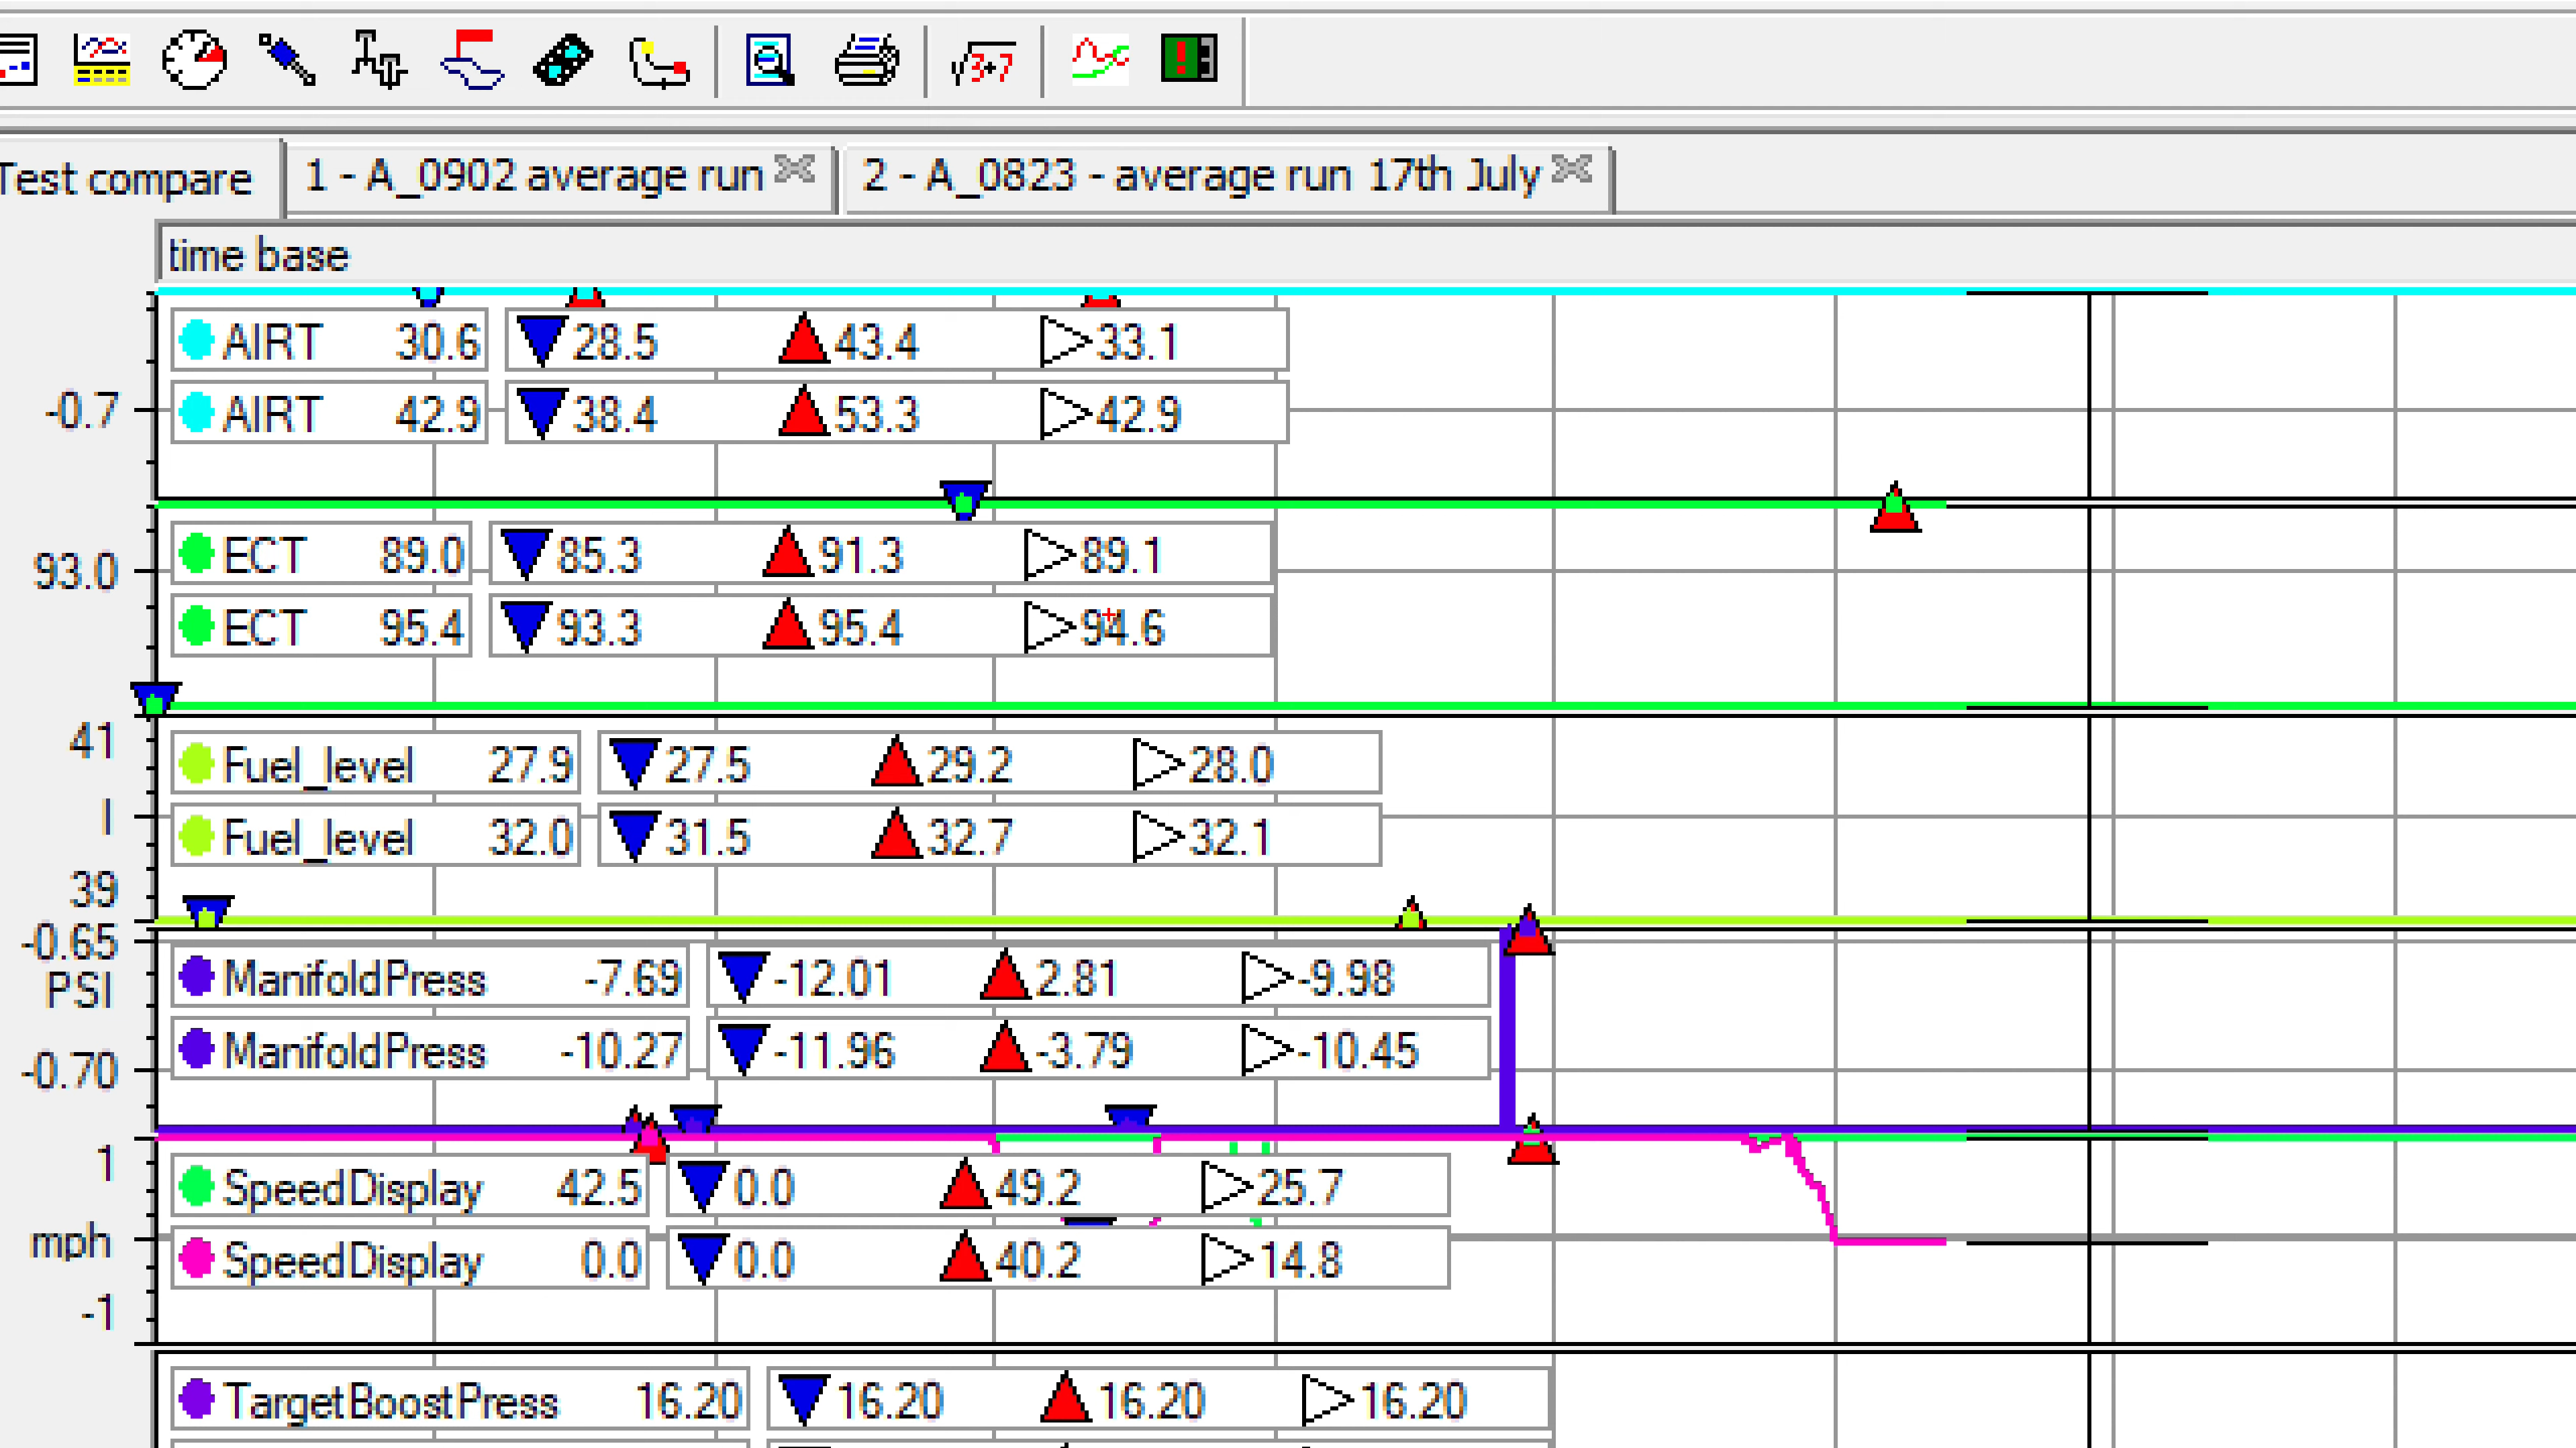 √3+7
Test compare
1 - A_0902 average run
2 - A_0823 - average run 17th July
time base
AIRT 30.6 28.5 43.4 33.1
-0.7
AIRT 42.9 38.4 53.3 42.9
93.0
ECT 89.0 85.3 91.3 89.1
ECT 95.4 93.3 95.4 94.6
41
Fuel_level 27.9 27.5 29.2 28.0
l
Fuel_level 32.0 31.5 32.7 32.1
39
-0.65
PSI
ManifoldPress -7.69 -12.01 2.81 -9.98
ManifoldPress -10.27 -11.96 -3.79 -10.45
-0.70
1
SpeedDisplay 42.5 0.0 49.2 25.7
mph
SpeedDisplay 0.0 0.0 40.2 14.8
-1
TargetBoostPress 16.20 16.20 16.20 16.20